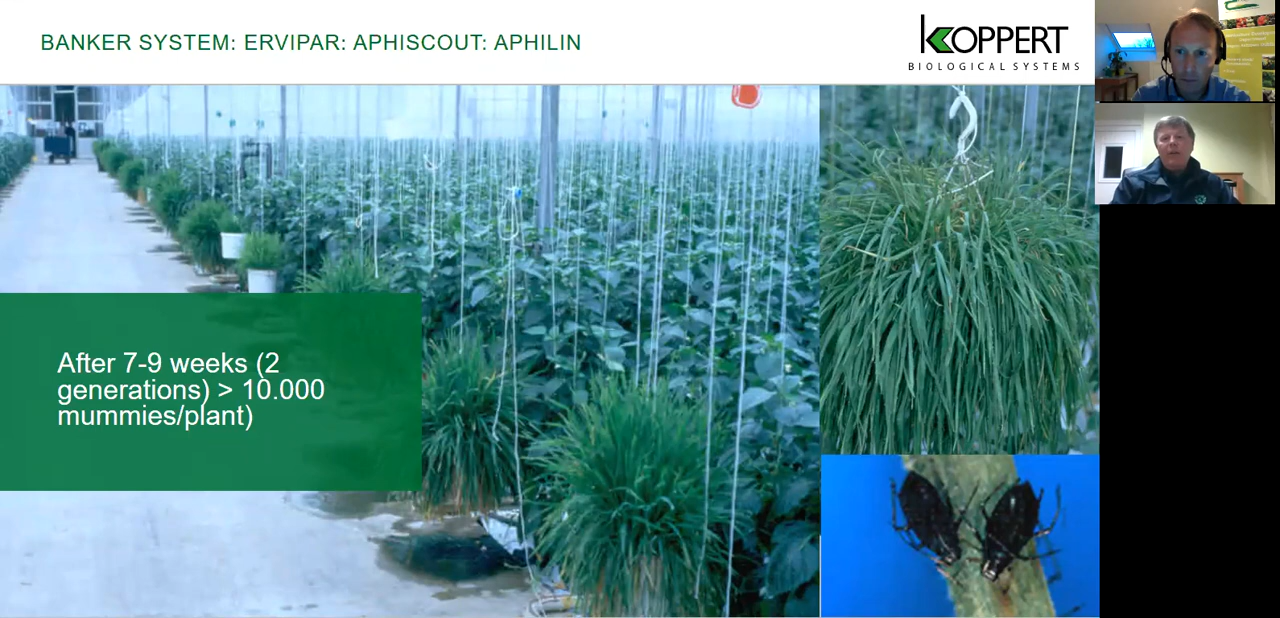 BANKER SYSTEM: ERVIPAR: APHISCOUT: APHILIN
KOPPERT
BIOLOGICAL SYSTEMS
After 7-9 weeks (2
generations) > 10.000
mummies/plant)